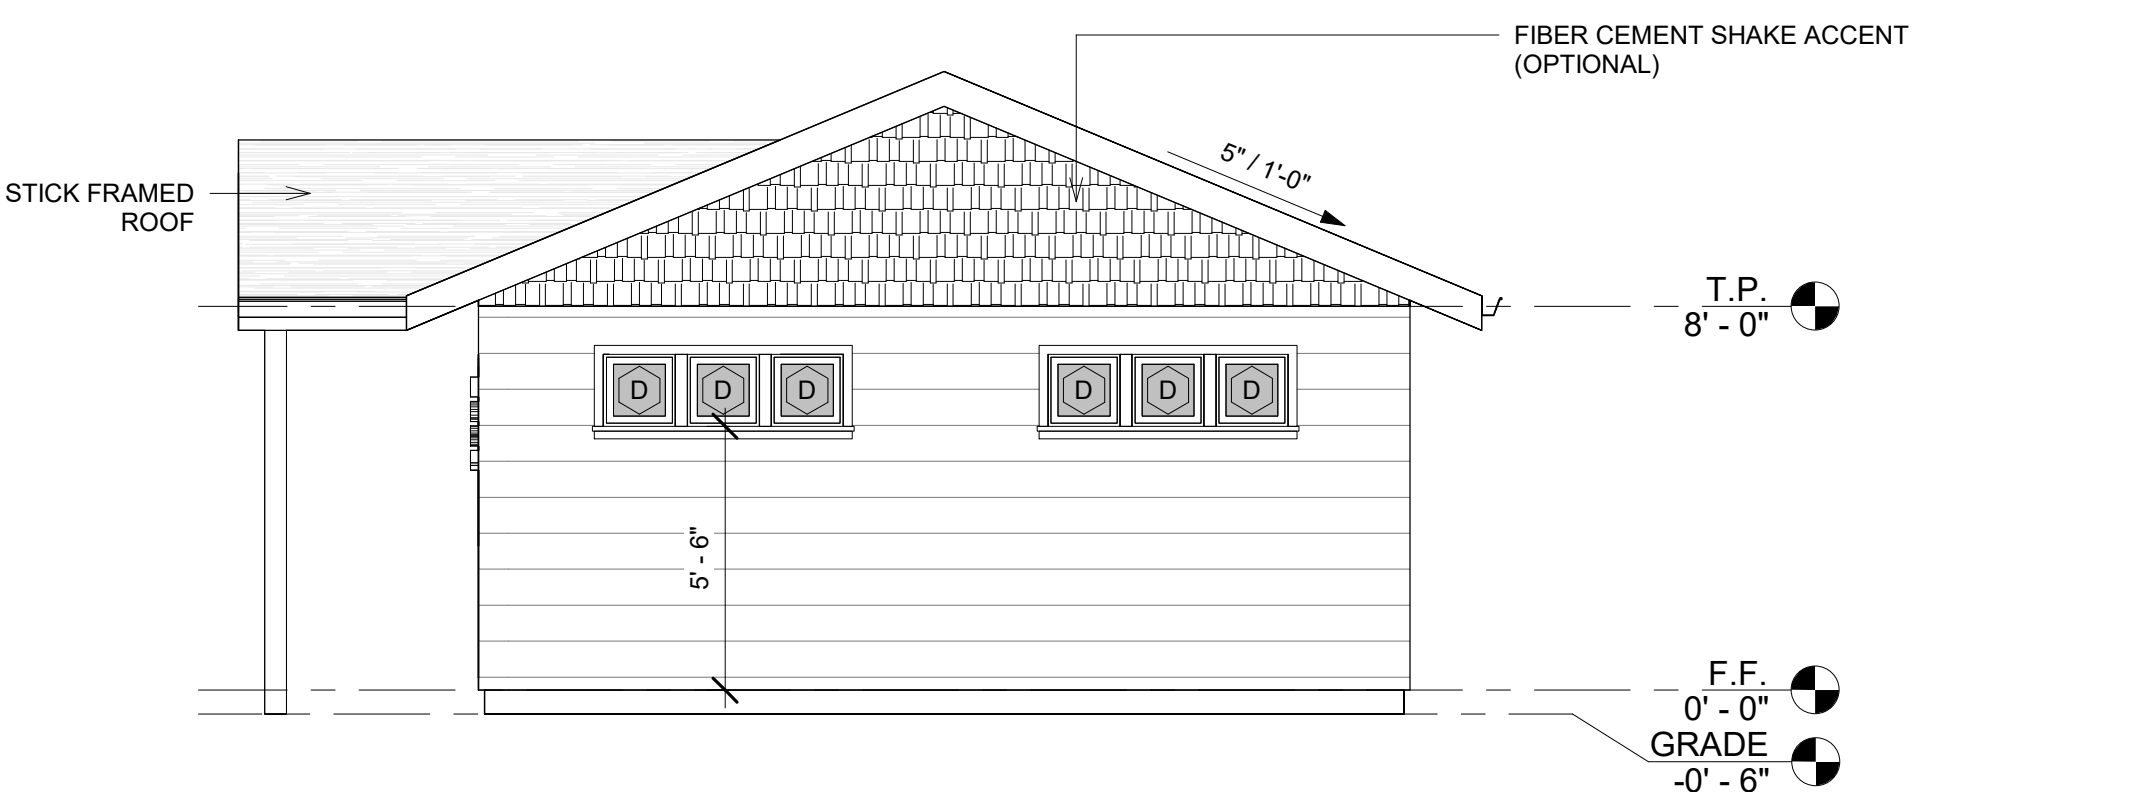 FIBER CEMENT SHAKE ACCENT
(OPTIONAL)
5" / 1'-0"
STICK FRAMED
ROOF
T.P.
8' - 0"
D D D D D D
5' - 6"
F.F.
0' - 0"
GRADE
-0' - 6"